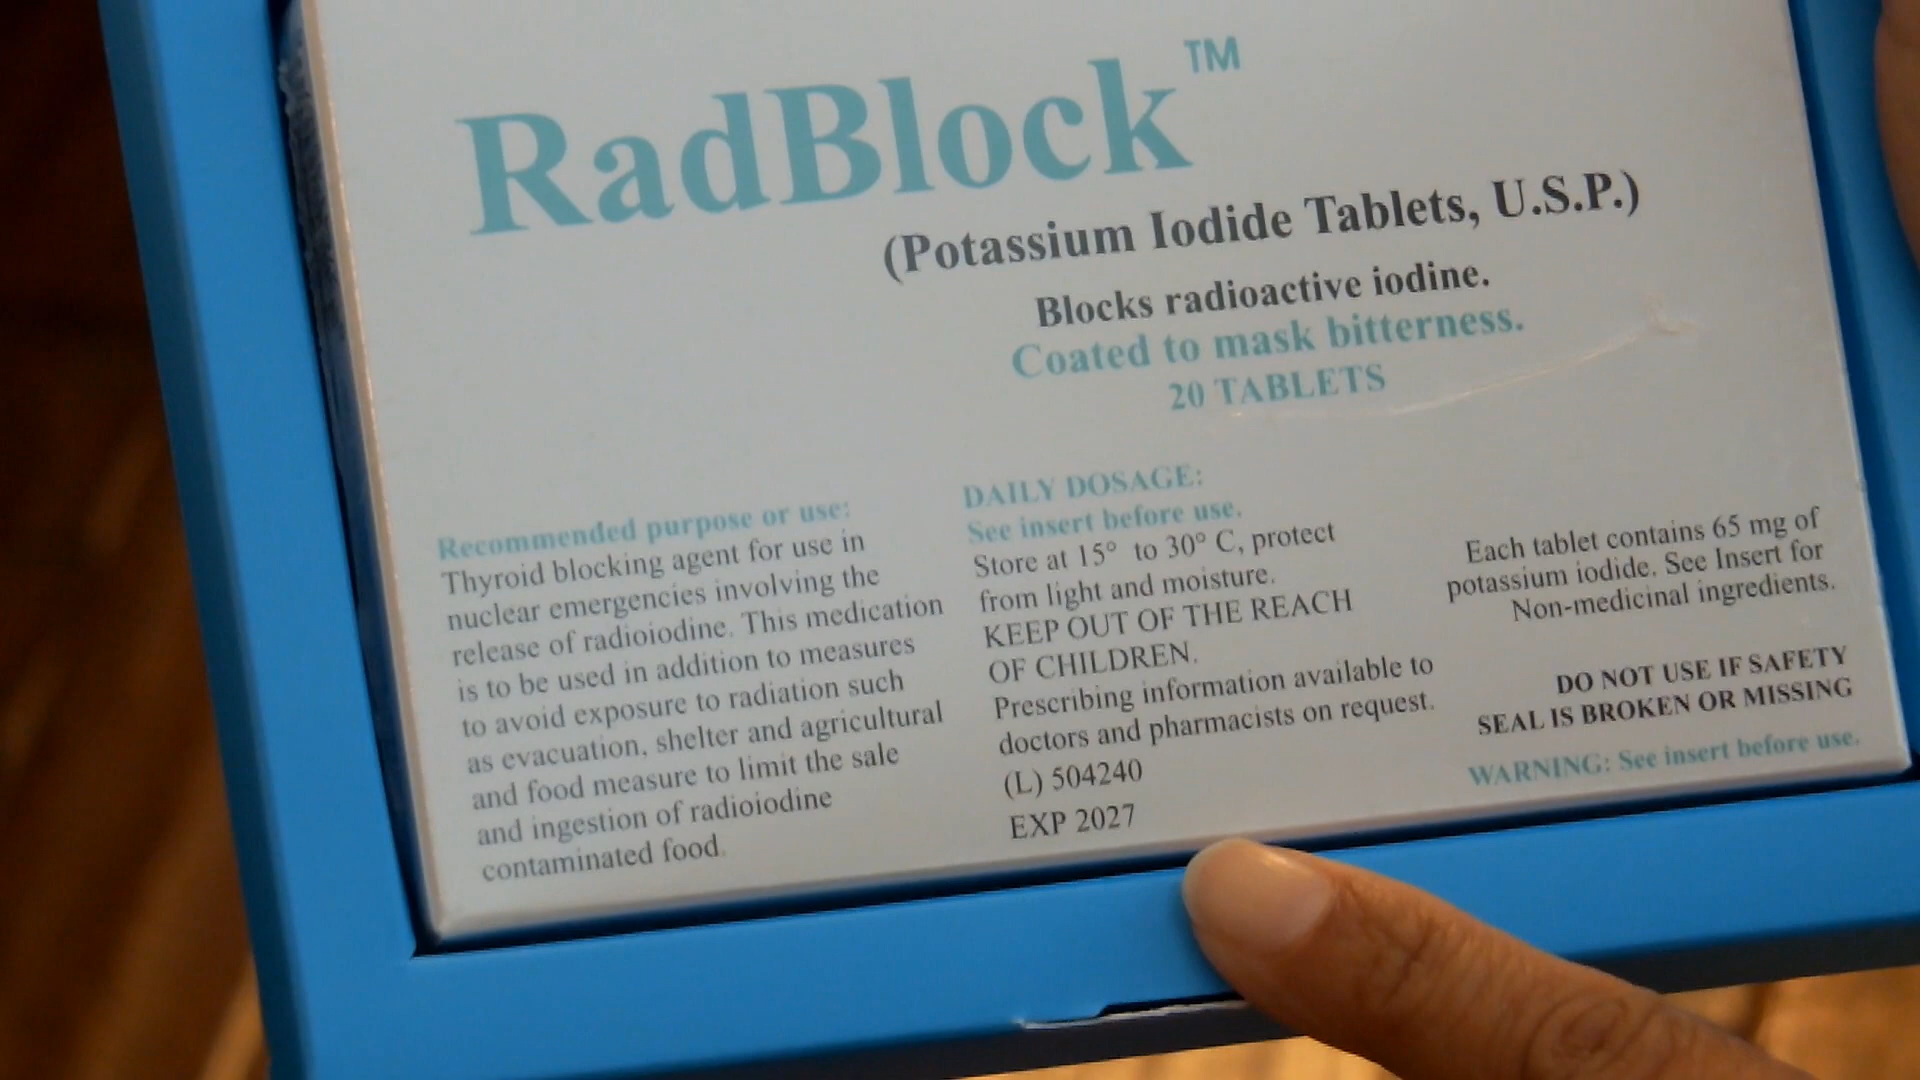 RadBlock™
(Potassium Iodide Tablets, U.S.P.)
Blocks radioactive iodine.
Coated to mask bitterness.
20 TABLETS
Recommended purpose or use:
Thyroid blocking agent for use in
nuclear emergencies involving the
release of radioiodine. This medication
is to be used in addition to measures
to avoid exposure to radiation such
as evacuation, shelter and agricultural
and food measure to limit the sale
and ingestion of radioiodine
contaminated food.
DAILY DOSAGE:
See insert before use.
Store at 15° to 30° C, protect
from light and moisture.
KEEP OUT OF THE REACH
OF CHILDREN.
Prescribing information available to
doctors and pharmacists on request.
(L) 504240
EXP 2027
Each tablet contains 65 mg of
potassium iodide. See Insert for
Non-medicinal ingredients.
DO NOT USE IF SAFETY
SEAL IS BROKEN OR MISSING
WARNING: See insert before use.